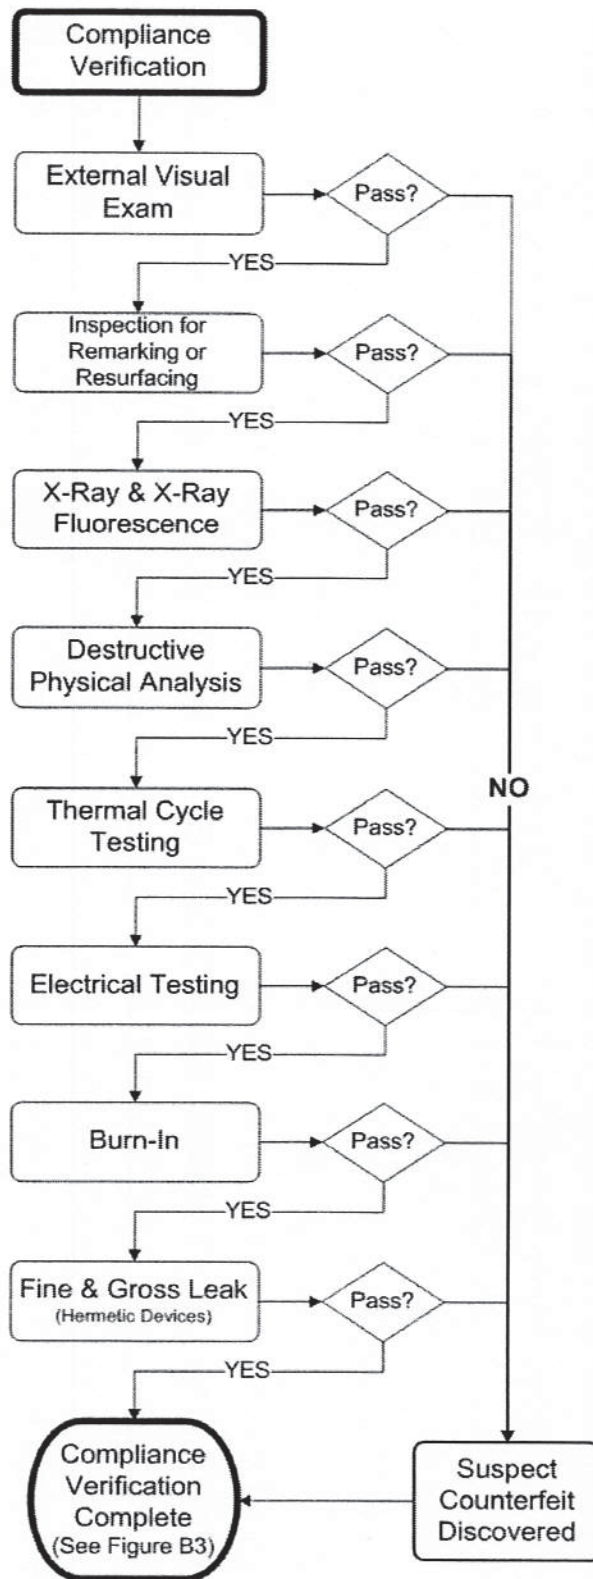 Compliance
Verification
External Visual
Exam
Pass?
YES
Inspection for
Remarking or
Resurfacing
Pass?
YES
X-Ray & X-Ray
Fluorescence
Pass?
YES
Destructive
Physical Analysis
Pass?
YES
NO
Thermal Cycle
Testing
Pass?
YES
Electrical Testing
Pass?
YES
Burn-In
Pass?
YES
Fine & Gross Leak
(Hermetic Devices)
Pass?
YES
Compliance
Verification
Complete
(See Figure B3)
Suspect
Counterfeit
Discovered